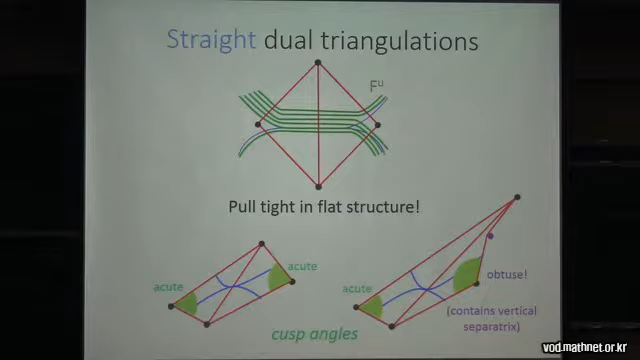 Straight dual triangulations
Fᵘ
Pull tight in flat structure!
acute
acute
acute
obtuse!
(contains vertical
separatrix)
cusp angles
vod.mathnet.or.kr